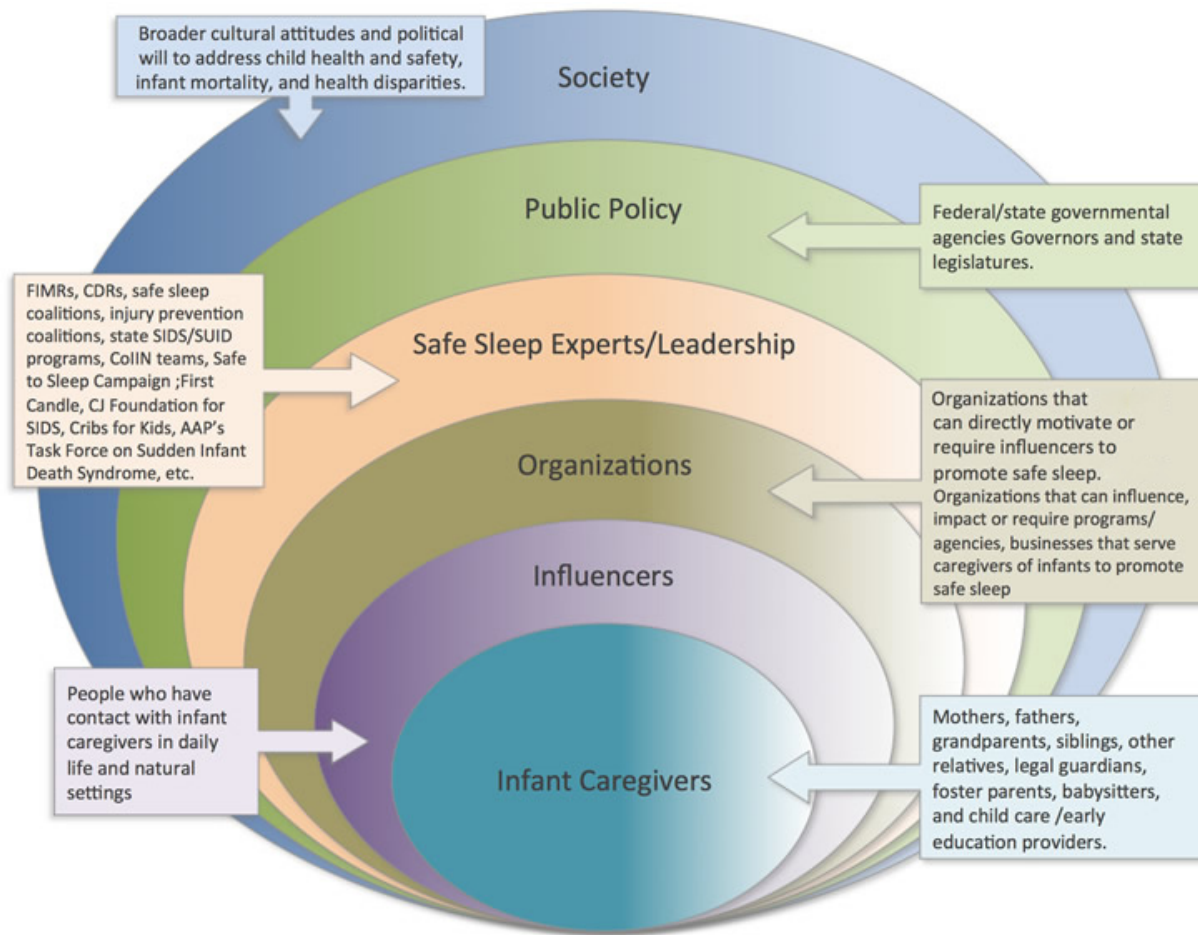 Broader cultural attitudes and political
will to address child health and safety,
infant mortality, and health disparities.
Society
Public Policy
Federal/state governmental
agencies Governors and state
legislatures.
FIMRs, CDRs, safe sleep
coalitions, injury prevention
coalitions, state SIDS/SUID
programs, CoIIN teams, Safe
to Sleep Campaign ;First
Candle, CJ Foundation for
SIDS, Cribs for Kids, AAP's
Task Force on Sudden Infant
Death Syndrome, etc.
Safe Sleep Experts/Leadership
Organizations
Organizations that
can directly motivate or
require influencers to
promote safe sleep.
Organizations that can influence,
impact or require programs/
agencies, businesses that serve
caregivers of infants to promote
safe sleep
Influencers
People who have
contact with infant
caregivers in daily
life and natural
settings
Infant Caregivers
Mothers, fathers,
grandparents, siblings, other
relatives, legal guardians,
foster parents, babysitters,
and child care /early
education providers.